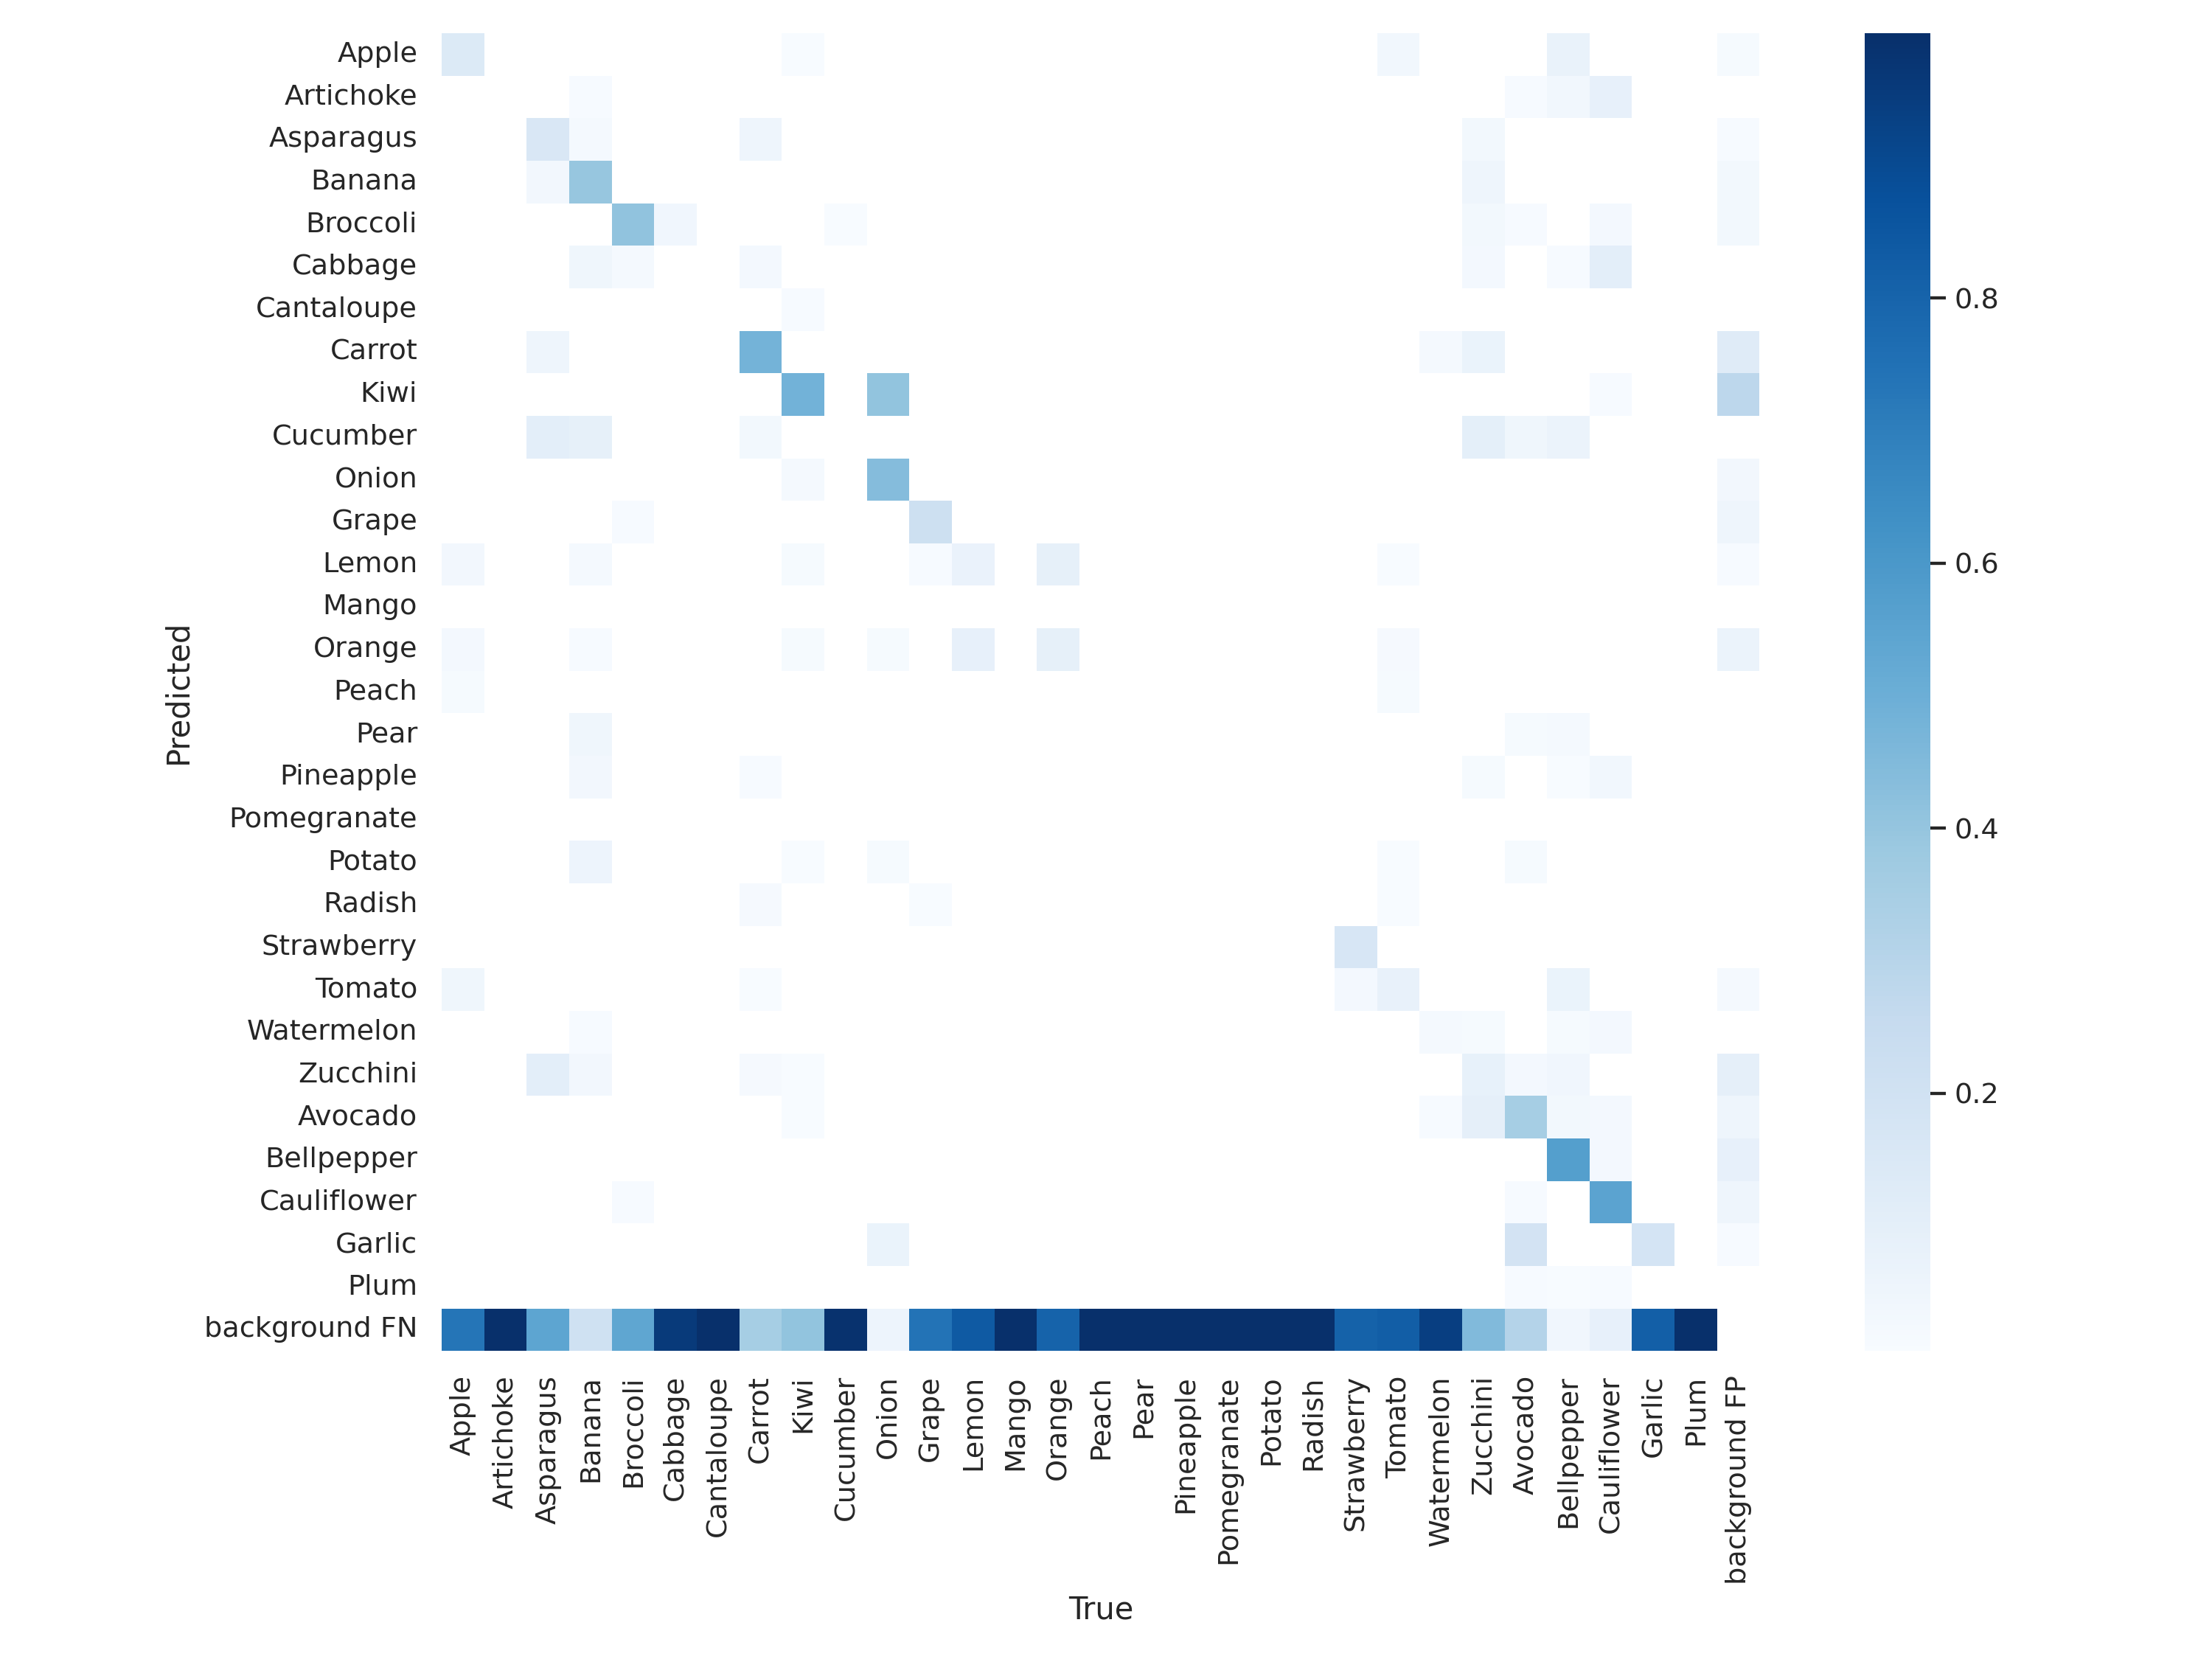 Apple
Artichoke
Asparagus
Banana
Broccoli
Cabbage
Cantaloupe
Carrot
Kiwi
Cucumber
Onion
Grape
Lemon
Mango
Orange
Peach
Pear
Pineapple
Pomegranate
Potato
Radish
Strawberry
Tomato
Watermelon
Zucchini
Avocado
Bellpepper
Cauliflower
Garlic
Plum
background FN
Predicted
Apple
Artichoke
Asparagus
Banana
Broccoli
Cabbage
Cantaloupe
Carrot
Kiwi
Cucumber
Onion
Grape
Lemon
Mango
Orange
Peach
Pear
Pineapple
Pomegranate
Potato
Radish
Strawberry
Tomato
Watermelon
Zucchini
Avocado
Bellpepper
Cauliflower
Garlic
Plum
background FP
True
0.8
0.6
0.4
0.2